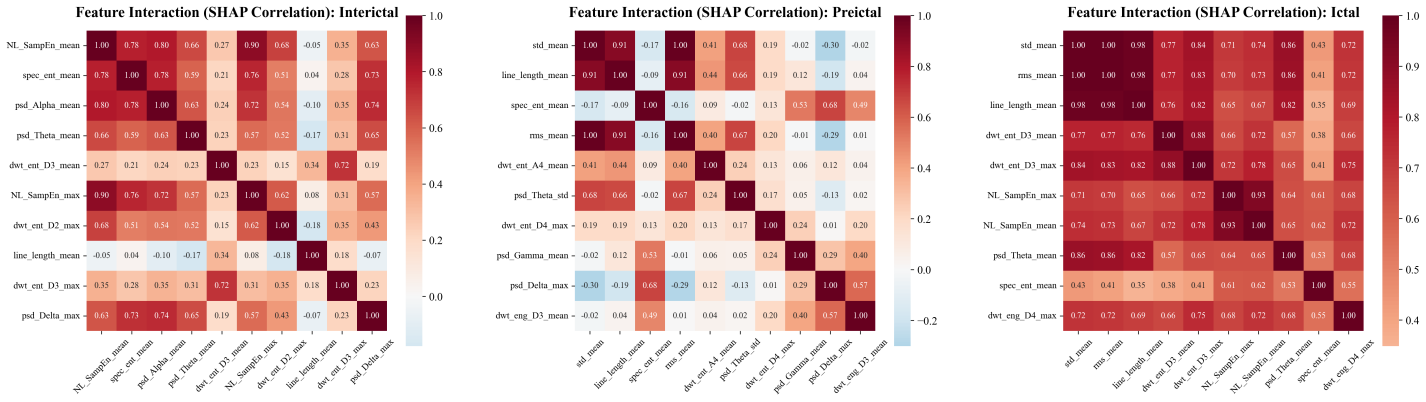 Feature Interaction (SHAP Correlation): Interictal
NL_SampEn_mean 1.00 0.78 0.80 0.66 0.27 0.90 0.68 -0.05 0.35 0.63
spec_ent_mean 0.78 1.00 0.78 0.59 0.21 0.76 0.51 0.04 0.28 0.73
psd_Alpha_mean 0.80 0.78 1.00 0.63 0.24 0.72 0.54 -0.10 0.35 0.74
psd_Theta_mean 0.66 0.59 0.63 1.00 0.23 0.57 0.52 -0.17 0.31 0.65
dwt_ent_D3_mean 0.27 0.21 0.24 0.23 1.00 0.23 0.15 0.34 0.72 0.19
NL_SampEn_max 0.90 0.76 0.72 0.57 0.23 1.00 0.62 0.08 0.31 0.57
dwt_ent_D2_max 0.68 0.51 0.54 0.52 0.15 0.62 1.00 -0.18 0.35 0.43
line_length_mean -0.05 0.04 -0.10 -0.17 0.34 0.08 -0.18 1.00 0.18 -0.07
dwt_ent_D3_max 0.35 0.28 0.35 0.31 0.72 0.31 0.35 0.18 1.00 0.23
psd_Delta_max 0.63 0.73 0.74 0.65 0.19 0.57 0.43 -0.07 0.23 1.00
NL_SampEn_mean spec_ent_mean psd_Alpha_mean psd_Theta_mean dwt_ent_D3_mean NL_SampEn_max dwt_ent_D2_max line_length_mean dwt_ent_D3_max psd_Delta_max
1.0
0.8
0.6
0.4
0.2
0.0
Feature Interaction (SHAP Correlation): Preictal
std_mean 1.00 0.91 -0.17 1.00 0.41 0.68 0.19 -0.02 -0.30 -0.02
line_length_mean 0.91 1.00 -0.09 0.91 0.44 0.66 0.19 0.12 -0.19 0.04
spec_ent_mean -0.17 -0.09 1.00 -0.16 0.09 -0.02 0.13 0.53 0.68 0.49
rms_mean 1.00 0.91 -0.16 1.00 0.40 0.67 0.20 -0.01 -0.29 0.01
dwt_ent_A4_mean 0.41 0.44 0.09 0.40 1.00 0.24 0.13 0.06 0.12 0.04
psd_Theta_std 0.68 0.66 -0.02 0.67 0.24 1.00 0.17 0.05 -0.13 0.02
dwt_ent_D4_max 0.19 0.19 0.13 0.20 0.13 0.17 1.00 0.24 0.01 0.20
psd_Gamma_mean -0.02 0.12 0.53 -0.01 0.06 0.05 0.24 1.00 0.29 0.40
psd_Delta_max -0.30 -0.19 0.68 -0.29 0.12 -0.13 0.01 0.29 1.00 0.57
dwt_eng_D3_mean -0.02 0.04 0.49 0.01 0.04 0.02 0.20 0.40 0.57 1.00
std_mean line_length_mean spec_ent_mean rms_mean dwt_ent_A4_mean psd_Theta_std dwt_ent_D4_max psd_Gamma_mean psd_Delta_max dwt_eng_D3_mean
1.0
0.8
0.6
0.4
0.2
0.0
−0.2
Feature Interaction (SHAP Correlation): Ictal
std_mean 1.00 1.00 0.98 0.77 0.84 0.71 0.74 0.86 0.43 0.72
rms_mean 1.00 1.00 0.98 0.77 0.83 0.70 0.73 0.86 0.41 0.72
line_length_mean 0.98 0.98 1.00 0.76 0.82 0.65 0.67 0.82 0.35 0.69
dwt_ent_D3_mean 0.77 0.77 0.76 1.00 0.88 0.66 0.72 0.57 0.38 0.66
dwt_ent_D3_max 0.84 0.83 0.82 0.88 1.00 0.72 0.78 0.65 0.41 0.75
NL_SampEn_max 0.71 0.70 0.65 0.66 0.72 1.00 0.93 0.64 0.61 0.68
NL_SampEn_mean 0.74 0.73 0.67 0.72 0.78 0.93 1.00 0.65 0.62 0.72
psd_Theta_mean 0.86 0.86 0.82 0.57 0.65 0.64 0.65 1.00 0.53 0.68
spec_ent_mean 0.43 0.41 0.35 0.38 0.41 0.61 0.62 0.53 1.00 0.55
dwt_eng_D4_max 0.72 0.72 0.69 0.66 0.75 0.68 0.72 0.68 0.55 1.00
std_mean rms_mean line_length_mean dwt_ent_D3_mean dwt_ent_D3_max NL_SampEn_max NL_SampEn_mean psd_Theta_mean spec_ent_mean dwt_eng_D4_max
1.0
0.9
0.8
0.7
0.6
0.5
0.4